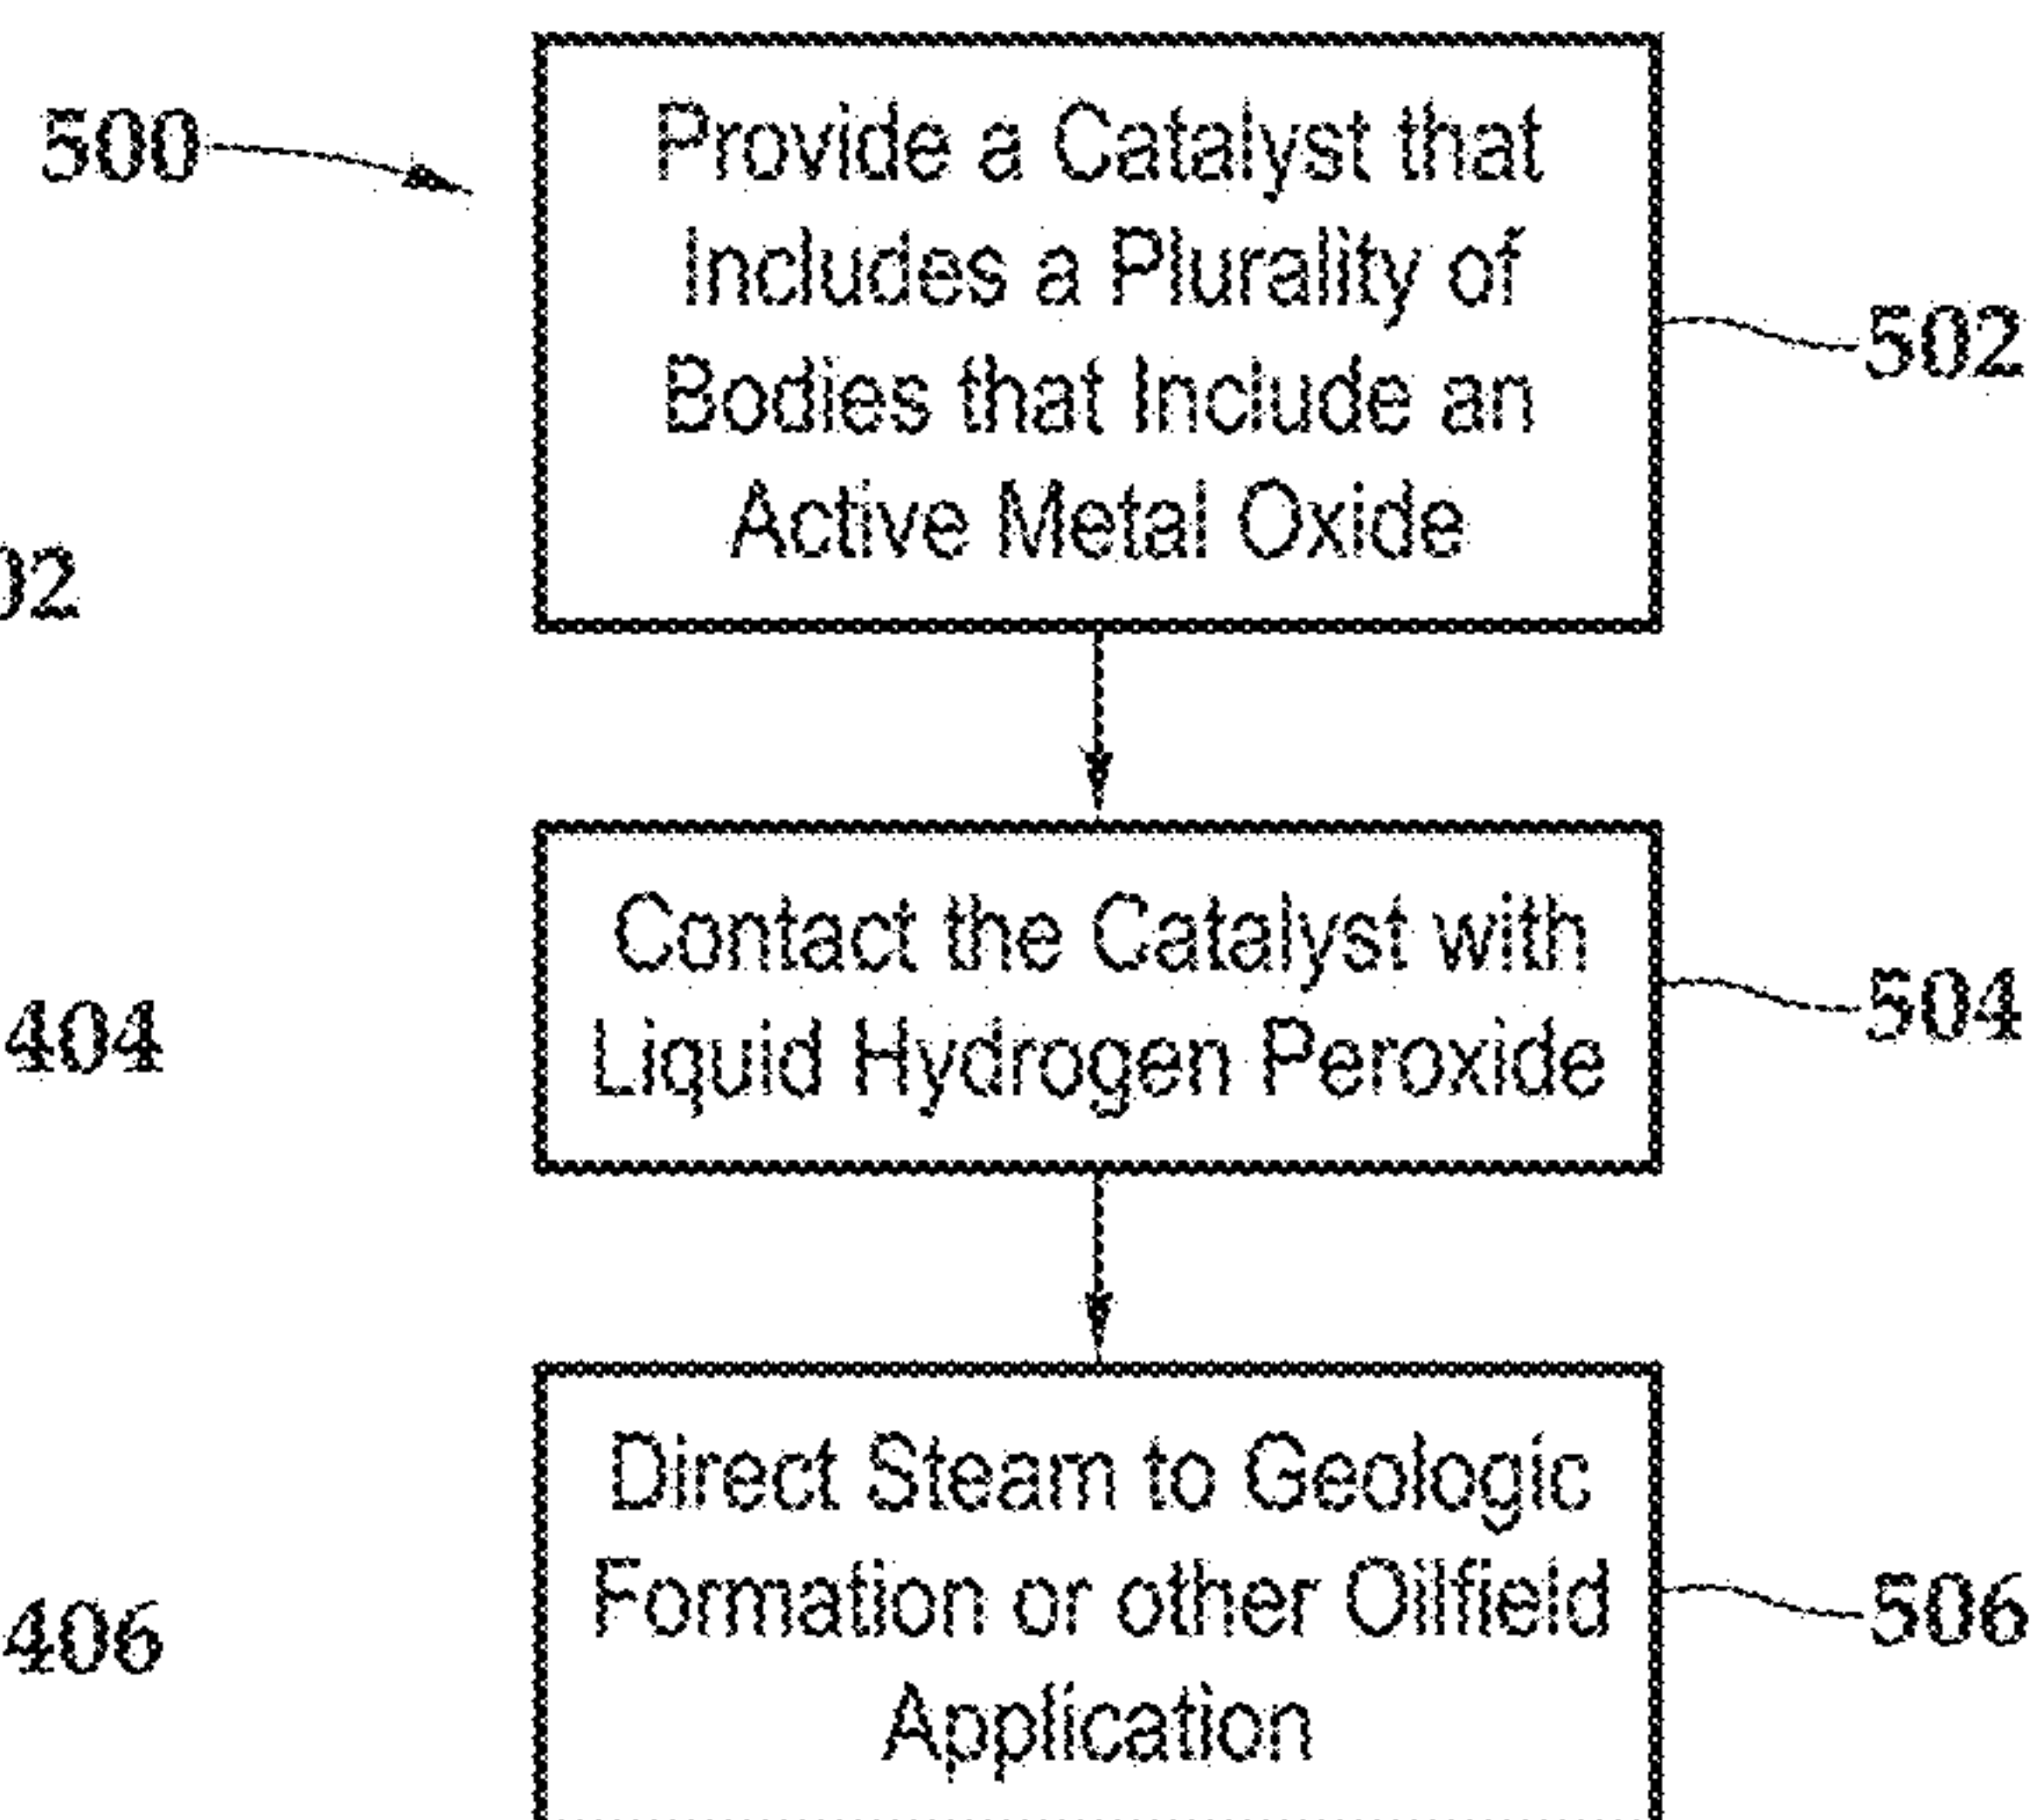 500
Provide a Catalyst that
Includes a Plurality of
Bodies that Include an
Active Metal Oxide
502
02
Contact the Catalyst with
Liquid Hydrogen Peroxide
504
404
Direct Steam to Geologic
Formation or other Oilfield
Application
506
406